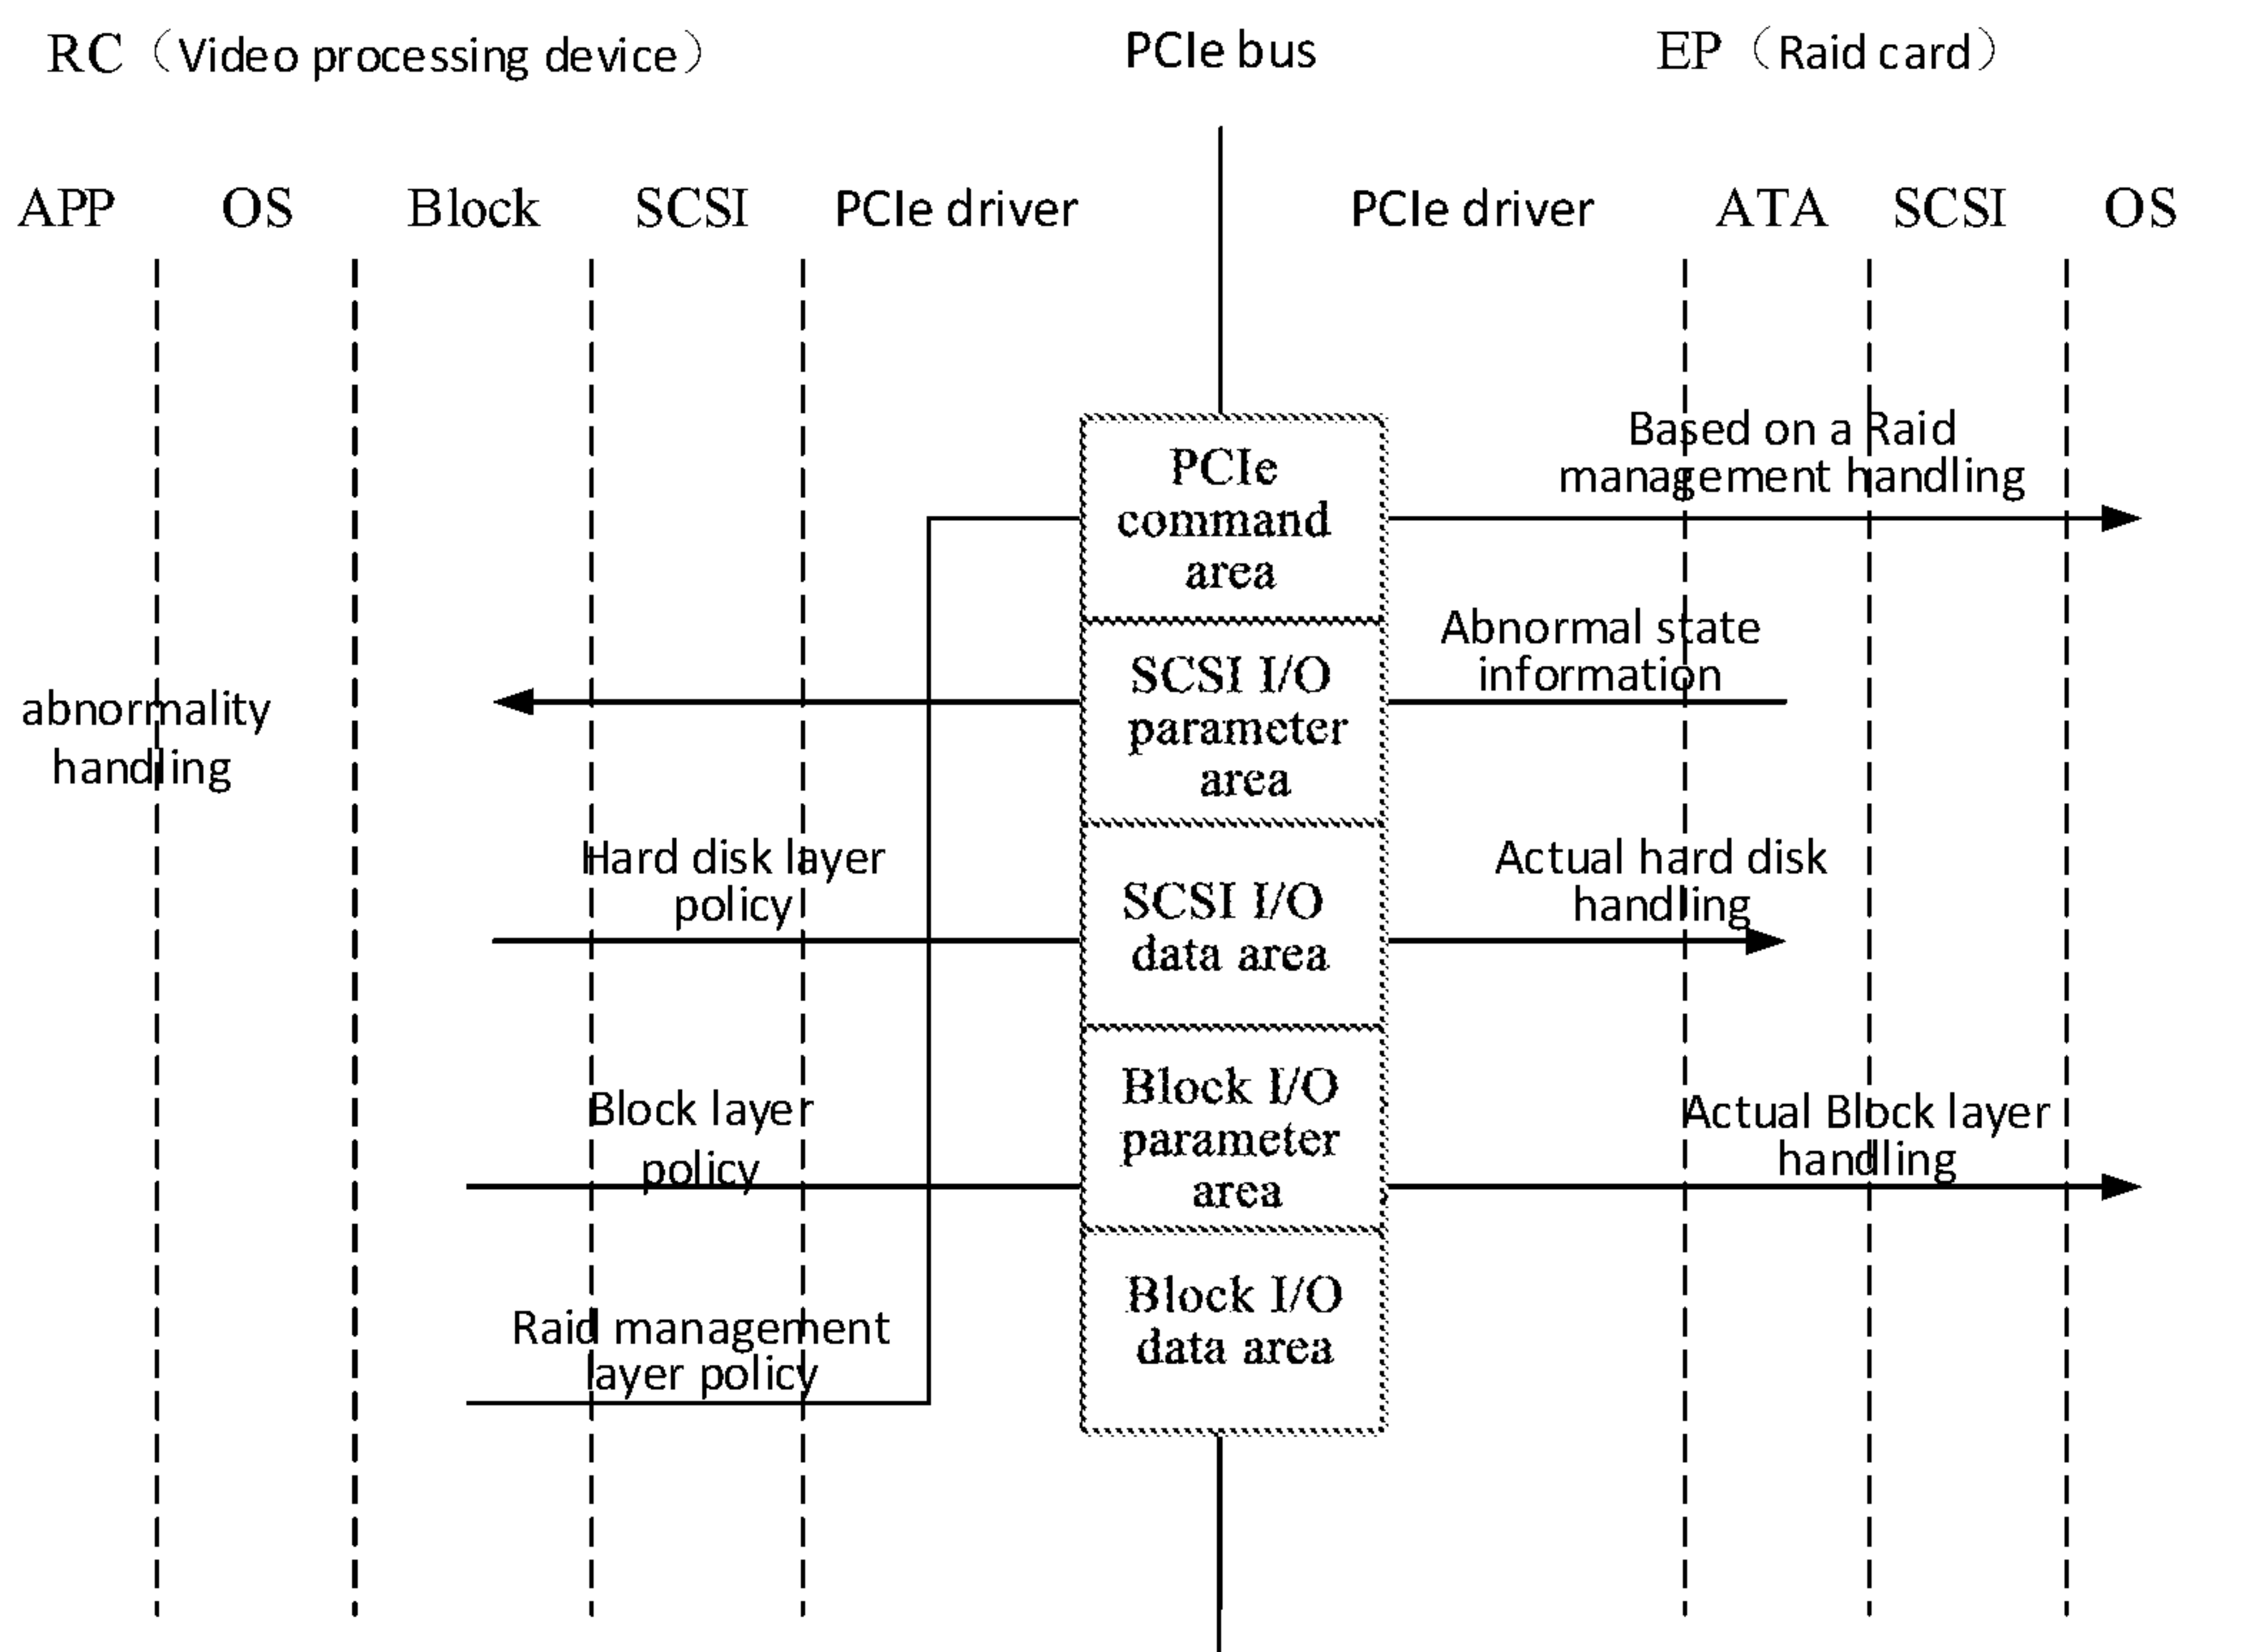 RC（Video processing device）
PCIe bus
EP（Raid card）
APP
OS
Block
SCSI
PCIe driver
PCIe driver
ATA
SCSI
OS
Based on a Raid
management handling
PCIe
command
area
Abnormal state
information
SCSI I/O
parameter
area
abnormality
handling
Hard disk layer
policy
SCSI I/O
data area
Actual hard disk
handling
Block layer
policy
Block I/O
parameter
area
Actual Block layer
handling
Raid management
layer policy
Block I/O
data area